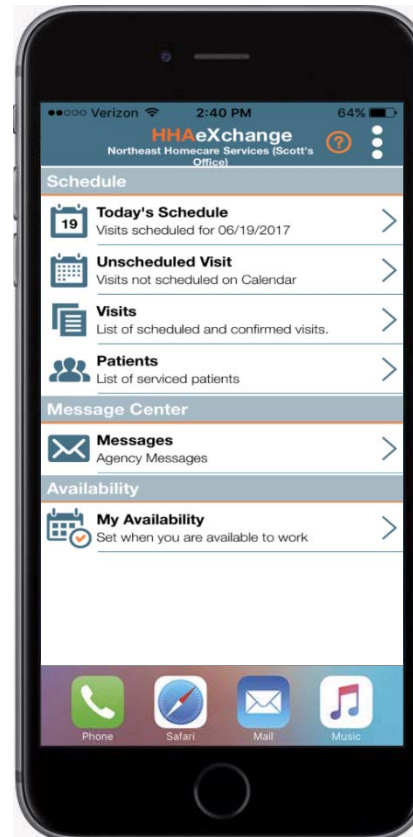 Verizon 2:40 PM 64%
HHAeXchange
Northeast Homecare Services (Scott's
Office)
?
Schedule
19
Today's Schedule
Visits scheduled for 06/19/2017
Unscheduled Visit
Visits not scheduled on Calendar
Visits
List of scheduled and confirmed visits.
Patients
List of serviced patients
Message Center
Messages
Agency Messages
Availability
My Availability
Set when you are available to work
Phone Safari Mail Music